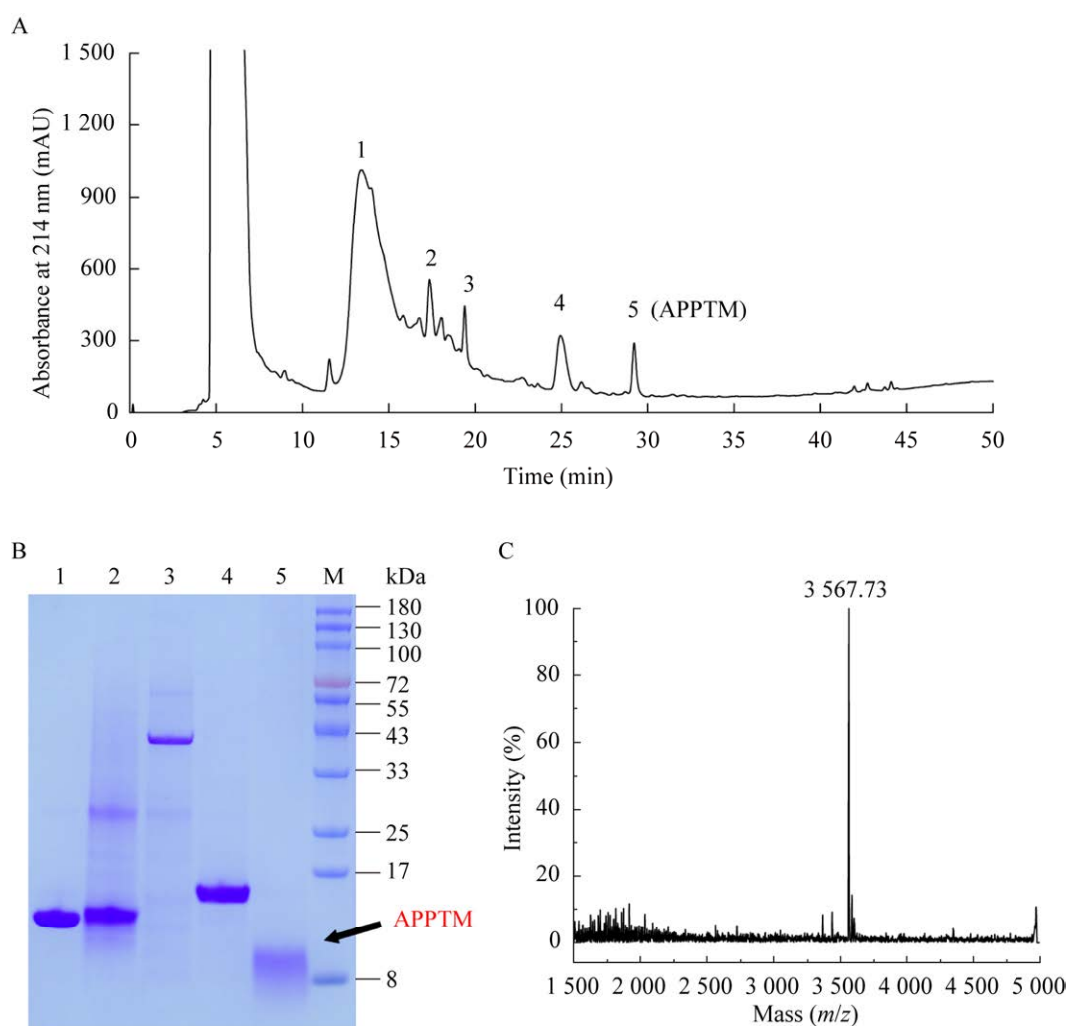 A
1 500
1 200
900
600
300
0
Absorbance at 214 nm (mAU)
1
2
3
4
5 (APPTM)
0 5 10 15 20 25 30 35 40 45 50
Time (min)
B
1 2 3 4 5 M kDa
180
130
100
72
55
43
33
25
17
APPTM
8
C
3 567.73
100
80
60
40
20
0
Intensity (%)
1 500 2 000 2 500 3 000 3 500 4 000 4 500 5 000
Mass (m/z)